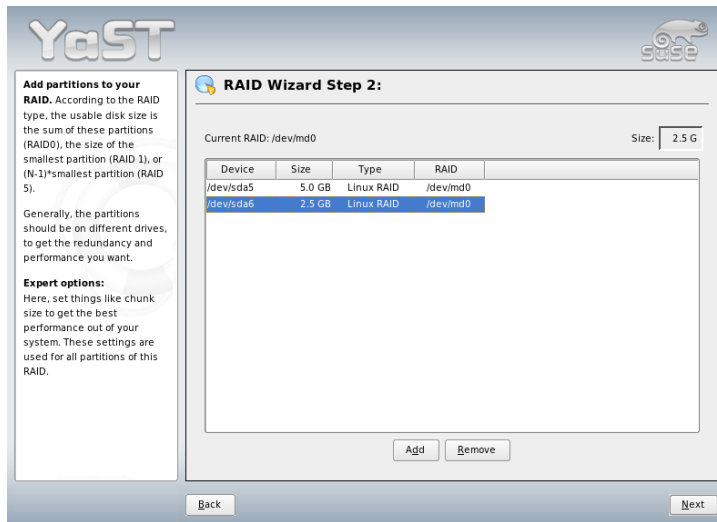 YaST
SUSE
Add partitions to your
RAID. According to the RAID
type, the usable disk size is
the sum of these partitions
(RAID0), the size of the
smallest partition (RAID 1), or
(N-1)*smallest partition (RAID
5).
Generally, the partitions
should be on different drives,
to get the redundancy and
performance you want.
Expert options:
Here, set things like chunk
size to get the best
performance out of your
system. These settings are
used for all partitions of this
RAID.
RAID Wizard Step 2:
Current RAID: /dev/md0 Size: 2.5 G
Device Size Type RAID
/dev/sda5 5.0 GB Linux RAID /dev/md0
/dev/sda6 2.5 GB Linux RAID /dev/md0
Add Remove
Back Next